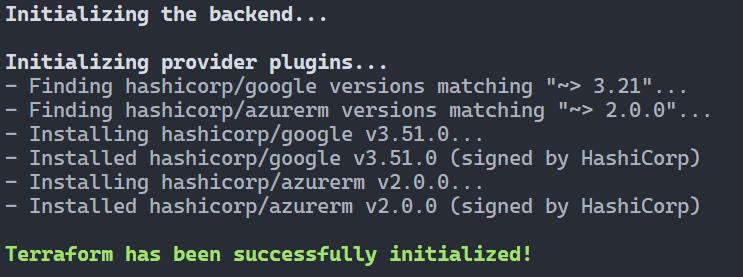 Initializing the backend...
Initializing provider plugins...
- Finding hashicorp/google versions matching "~> 3.21"...
- Finding hashicorp/azurerm versions matching "~> 2.0.0"...
- Installing hashicorp/google v3.51.0...
- Installed hashicorp/google v3.51.0 (signed by HashiCorp)
- Installing hashicorp/azurerm v2.0.0...
- Installed hashicorp/azurerm v2.0.0 (signed by HashiCorp)
Terraform has been successfully initialized!